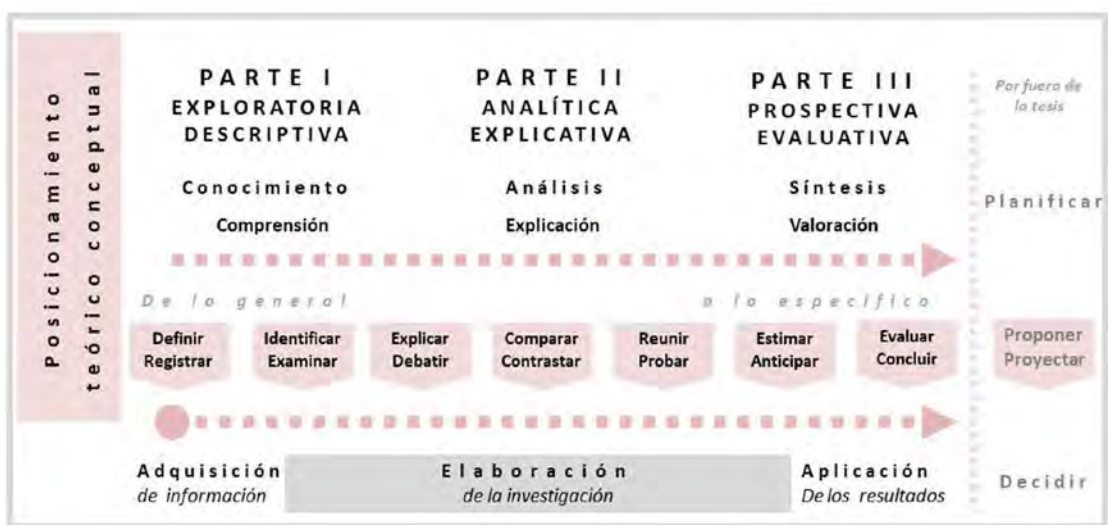 Posicionamiento
teórico conceptual
PARTE I
EXPLORATORIA
DESCRIPTIVA
Conocimiento
Comprensión
PARTE II
ANALÍTICA
EXPLICATIVA
Análisis
Explicación
PARTE III
PROSPECTIVA
EVALUATIVA
Síntesis
Valoración
Por fuera de
la tesis
Planificar
De lo general
a lo específico
Definir
Registrar
Identificar
Examinar
Explicar
Debatir
Comparar
Contrastar
Reunir
Probar
Estimar
Anticipar
Evaluar
Concluir
Proponer
Proyectar
Adquisición
de información
Elaboración
de la investigación
Aplicación
De los resultados
Decidir